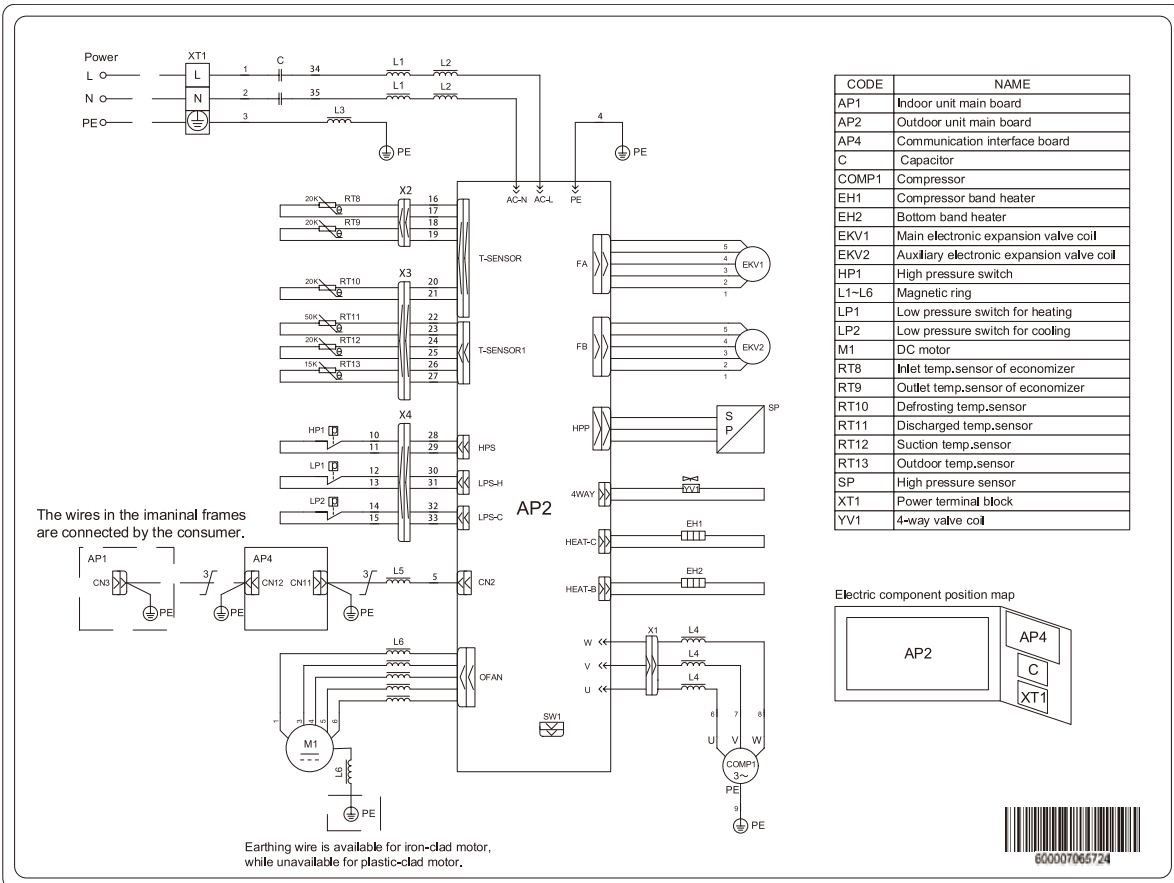 Power
XT1
L
L
1
C
34
L1
L2
N
N
2
35
L1
L2
PE
3
L3
PE
4
PE
AC-N
AC-L
PE
20K
RT8
X2
16
17
20K
RT9
18
19
T-SENSOR
20K
RT10
X3
20
21
50K
RT11
22
23
20K
RT12
24
25
T-SENSOR1
15K
RT13
26
27
HP1
P
X4
10
28
11
29
HPS
LP1
P
12
30
13
31
LPS-H
LP2
P
14
32
15
33
LPS-C
AP2
The wires in the imaninal frames
are connected by the consumer.
AP1
CN3
PE
3
AP4
CN12
CN11
PE
PE
3
L5
5
CN2
L6
OFAN
1
3
4
5
6
M1
L6
PE
SW1
Earthing wire is available for iron-clad motor,
while unavailable for plastic-clad motor.
FA
5
4
3
2
1
EKV1
FB
5
4
3
2
1
EKV2
HPP
S
P
SP
4WAY
YV1
HEAT-C
EH1
HEAT-B
EH2
W
V
U
X1
L4
L4
L4
6
7
8
U
V
W
COMP1
3～
PE
9
PE
CODE NAME
AP1 Indoor unit main board
AP2 Outdoor unit main board
AP4 Communication interface board
C Capacitor
COMP1 Compressor
EH1 Compressor band heater
EH2 Bottom band heater
EKV1 Main electronic expansion valve coil
EKV2 Auxiliary electronic expansion valve coil
HP1 High pressure switch
L1~L6 Magnetic ring
LP1 Low pressure switch for heating
LP2 Low pressure switch for cooling
M1 DC motor
RT8 Inlet temp.sensor of economizer
RT9 Outlet temp.sensor of economizer
RT10 Defrosting temp.sensor
RT11 Discharged temp.sensor
RT12 Suction temp.sensor
RT13 Outdoor temp.sensor
SP High pressure sensor
XT1 Power terminal block
YV1 4-way valve coil
Electric component position map
AP2
AP4
C
XT1
600007065724